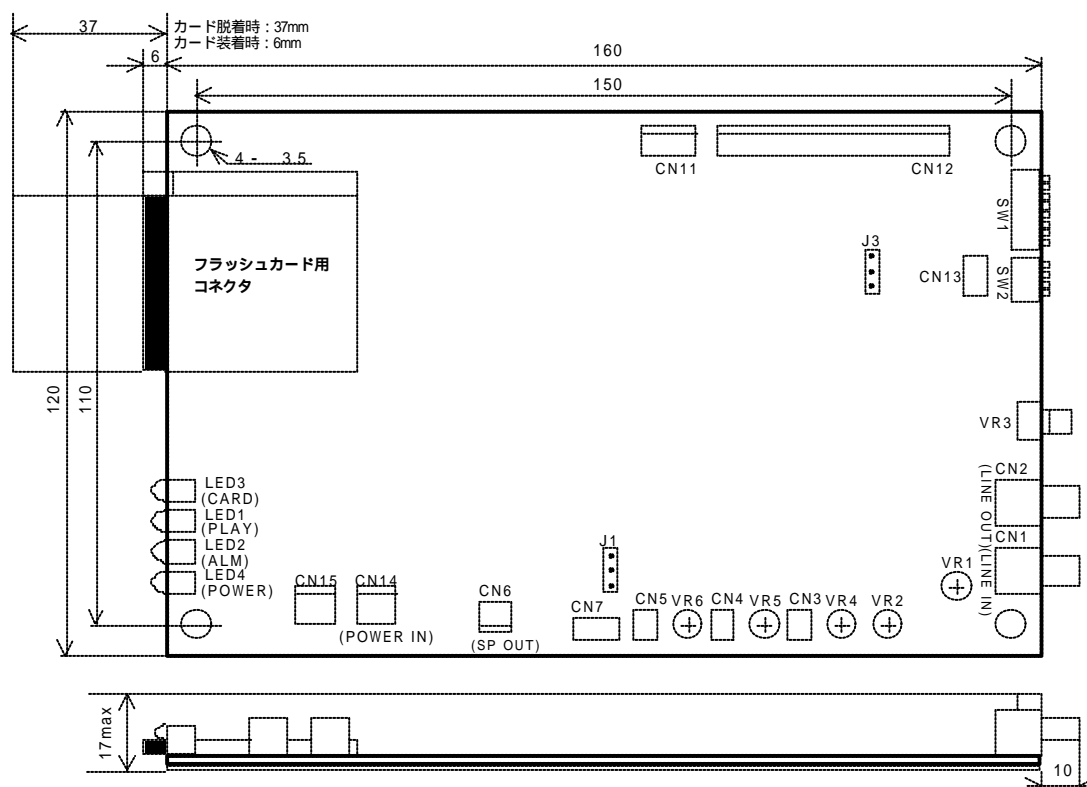 37
カード脱着時：37mm
カード装着時：6mm
6
160
150
4 - 3.5
CN11
CN12
SW1
J3
フラッシュカード用
コネクタ
CN13
SW2
120
110
VR3
LED3
(CARD)
CN2
(LINE OUT)
LED1
(PLAY)
LED2
(ALM)
J1
CN1
(LINE IN)
LED4
(POWER)
CN15
CN14
(POWER IN)
CN6
(SP OUT)
CN7
CN5
VR6
CN4
VR5
CN3
VR4
VR2
VR1
17max
10